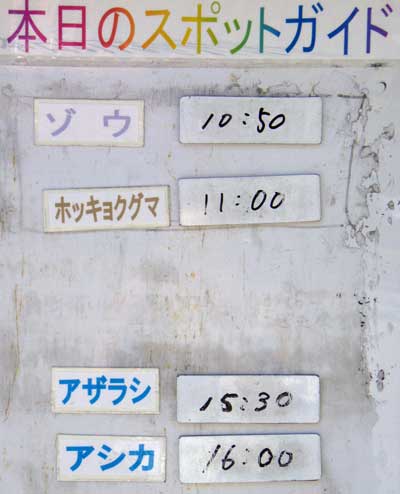 本日のスポットガイド
ゾウ 10:50
ホッキョクグマ 11:00
アザラシ 15:30
アシカ 16:00